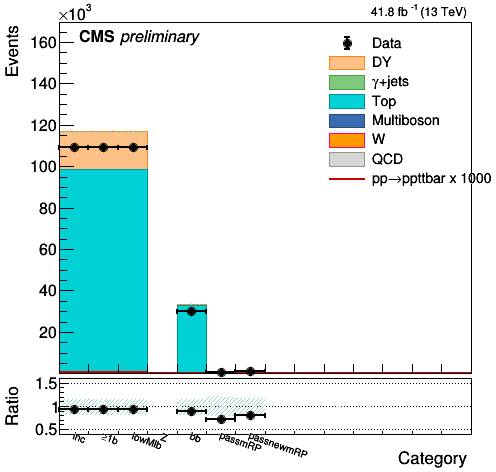 ×10³
41.8 fb⁻¹ (13 TeV)
CMS preliminary
Events
160
140
120
100
80
60
40
20
Data
DY
γ+jets
Top
Multiboson
W
QCD
pp→ppttbar x 1000
Ratio
1.5
1
0.5
inc
≥1b
lowMlb
Z
bb
passmRP
passnewmRP
Category